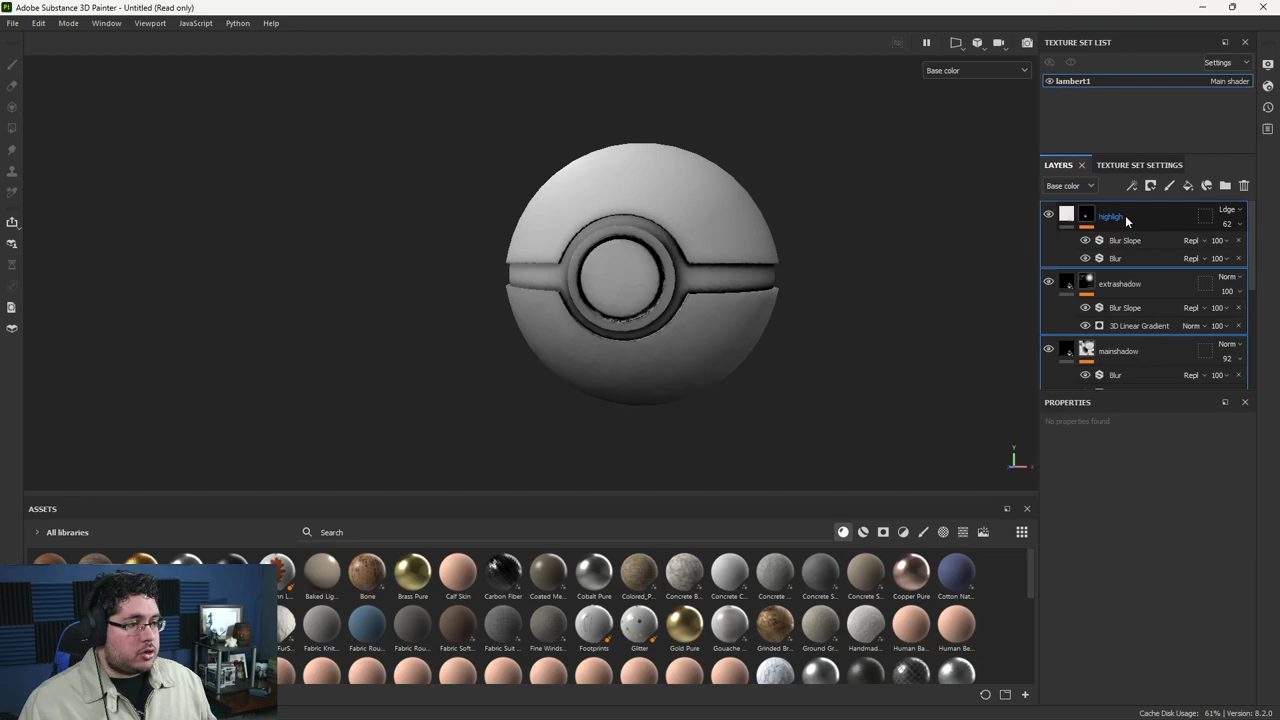 Adobe Substance 3D Painter - Untitled (Read only)
File Edit Mode Window Viewport JavaScript Python Help
Base color
TEXTURE SET LIST
Settings
lambert1 Main shader
LAYERS TEXTURE SET SETTINGS
Base color
highligh Ldge 62
Blur Slope Repl 100
Blur Repl 100
extrashadow Norm 100
Blur Slope Repl 100
3D Linear Gradient Norm 100
mainshadow Norm 92
Blur Repl 100
PROPERTIES
No properties found
ASSETS
All libraries Search
Baked Lig... Bone Brass Pure Calf Skin Carbon Fiber Coated Me... Cobalt Pure Colored_P... Concrete B... Concrete C... Concrete S... Concrete S... Copper Pure Cotton Nat...
Fabric Knit... Fabric Rou... Fabric Rou... Fabric Soft... Fabric Suit ... Fine Winds... Footprints Glitter Gold Pure Gouache ... Grinded Br... Ground Gr... Handmad... Human Ba... Human Be...
Cache Disk Usage: 61% | Version: 8.2.0